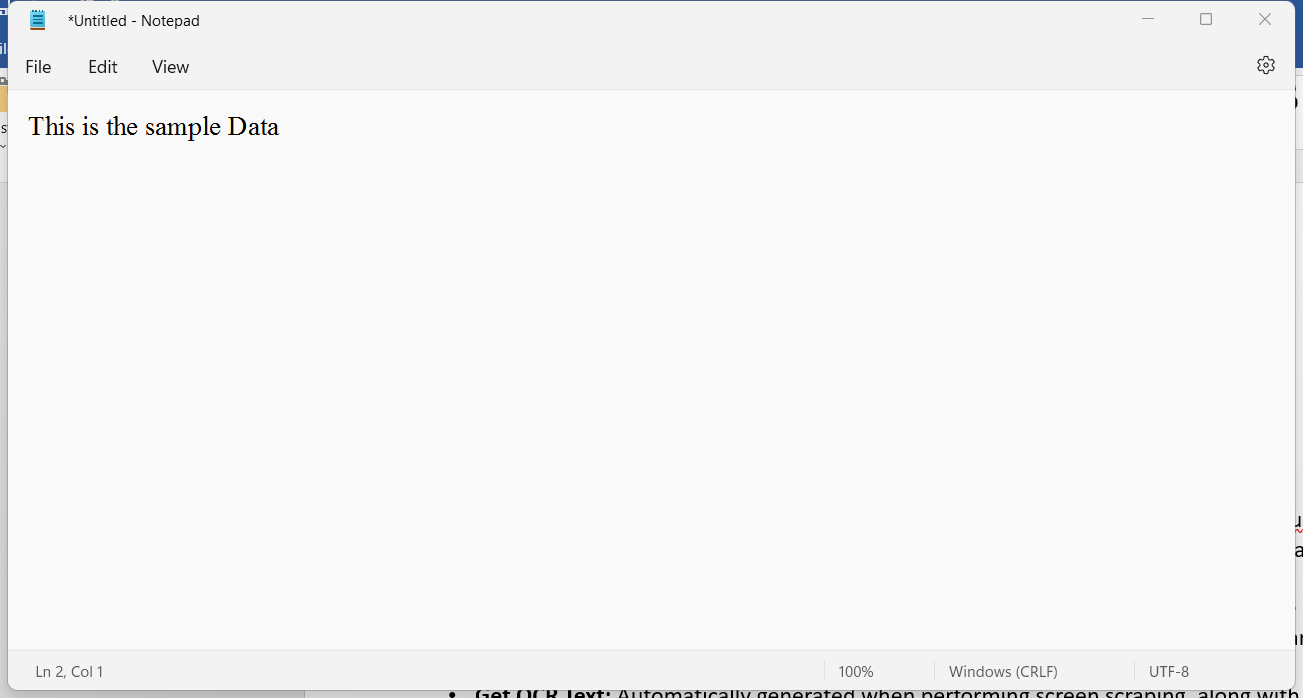 *Untitled - Notepad
File Edit View
This is the sample Data
Ln 2, Col 1 100% Windows (CRLF) UTF-8
Get OCR Text: Automatically generated when performing screen scraping, along with